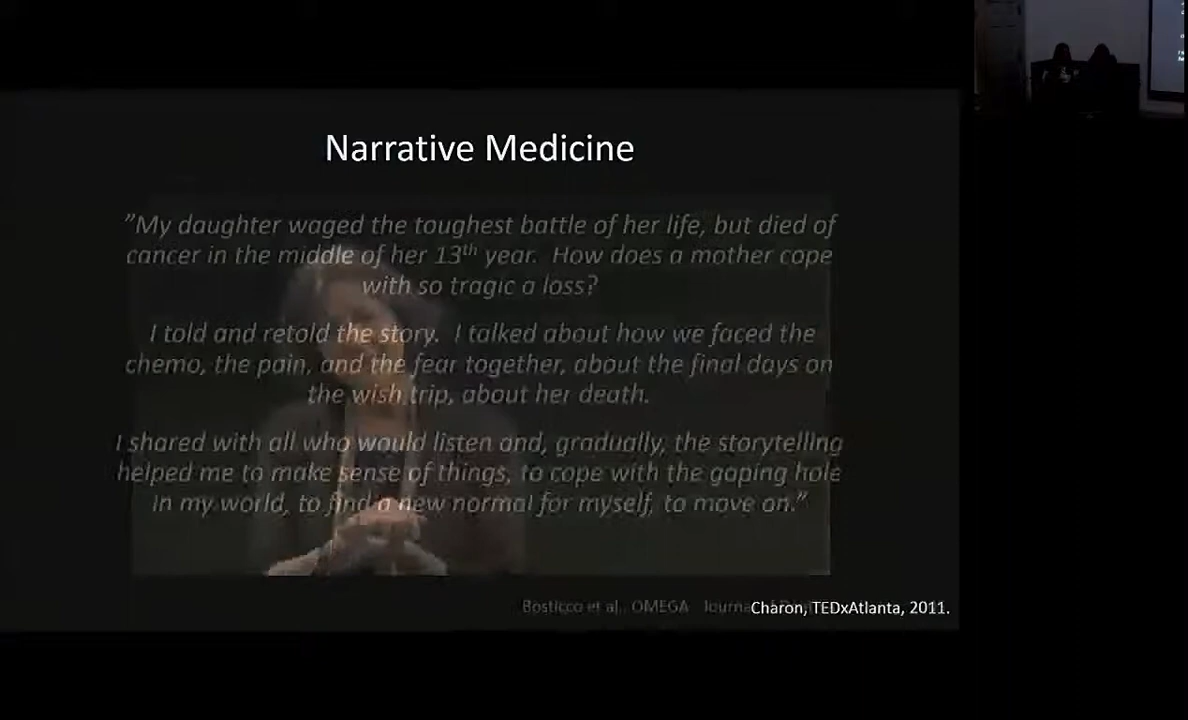 Narrative Medicine
"My daughter waged the toughest battle of her life, but died of
cancer in the middle of her 13th year. How does a mother cope
with so tragic a loss?
I told and retold the story. I talked about how we faced the
chemo, the pain, and the fear together, about the final days on
the wish trip, about her death.
I shared with all who would listen and, gradually, the storytelling
helped me to make sense of things, to cope with the gaping hole
in my world, to find a new normal for myself, to move on."
Bosticco et al., OMEGA
Charon, TEDxAtlanta, 2011.